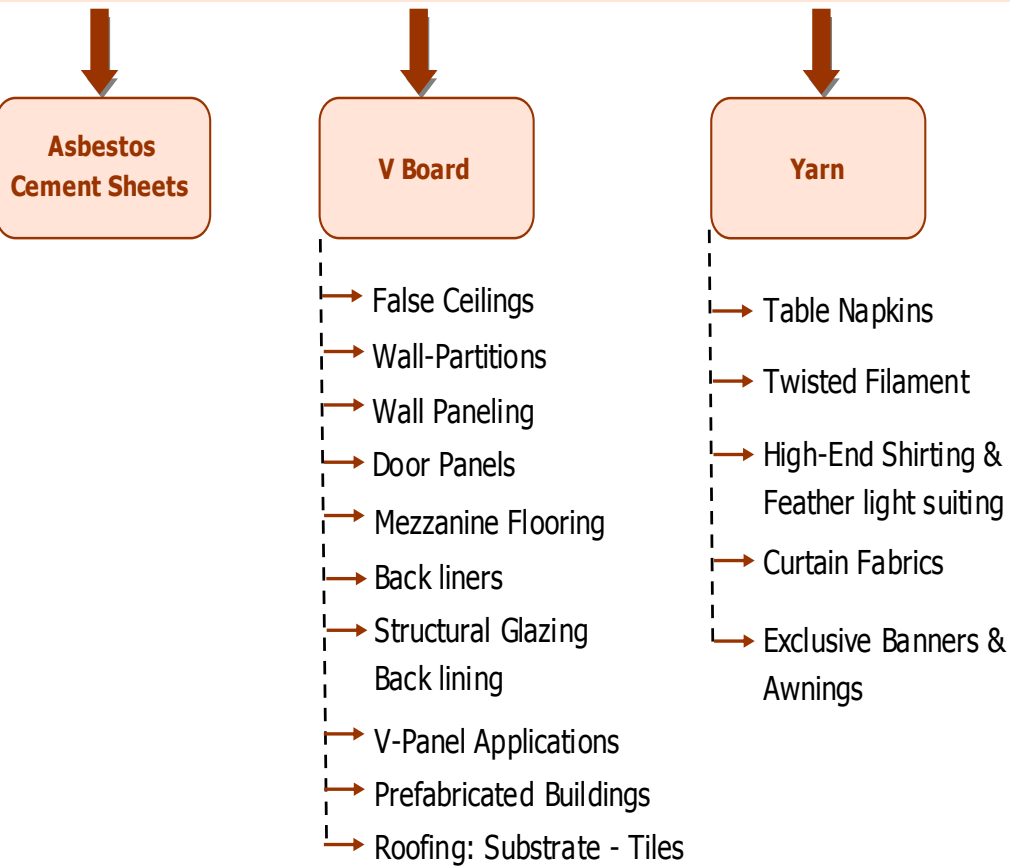 Asbestos
Cement Sheets
V Board
False Ceilings
Wall-Partitions
Wall Paneling
Door Panels
Mezzanine Flooring
Back liners
Structural Glazing
Back lining
V-Panel Applications
Prefabricated Buildings
Roofing: Substrate - Tiles
Yarn
Table Napkins
Twisted Filament
High-End Shirting &
Feather light suiting
Curtain Fabrics
Exclusive Banners &
Awnings